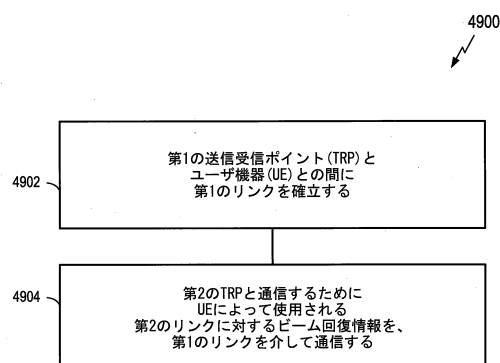 4900
4902
第1の送信受信ポイント(TRP)と
ユーザ機器(UE)との間に
第1のリンクを確立する
4904
第2のTRPと通信するために
UEによって使用される
第2のリンクに対するビーム回復情報を、
第1のリンクを介して通信する